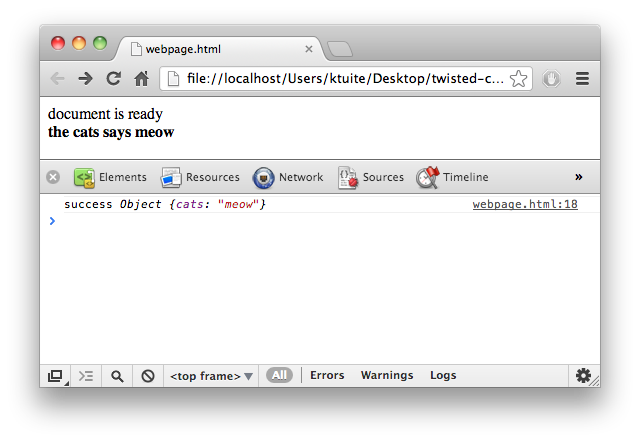 webpage.html
file://localhost/Users/ktuite/Desktop/twisted-c...
document is ready
the cats says meow
Elements Resources Network Sources Timeline »
success Object {cats: "meow"} webpage.html:18
<top frame> All Errors Warnings Logs